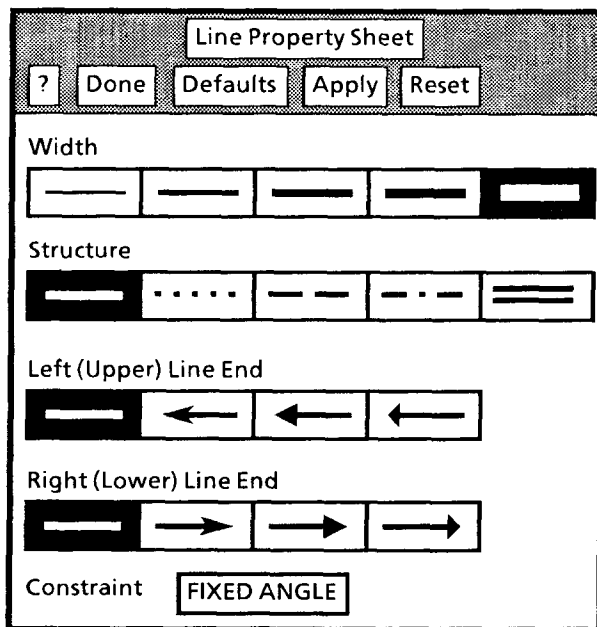 Line Property Sheet
? Done Defaults Apply Reset
Width
Structure
Left (Upper) Line End
Right (Lower) Line End
Constraint FIXED ANGLE